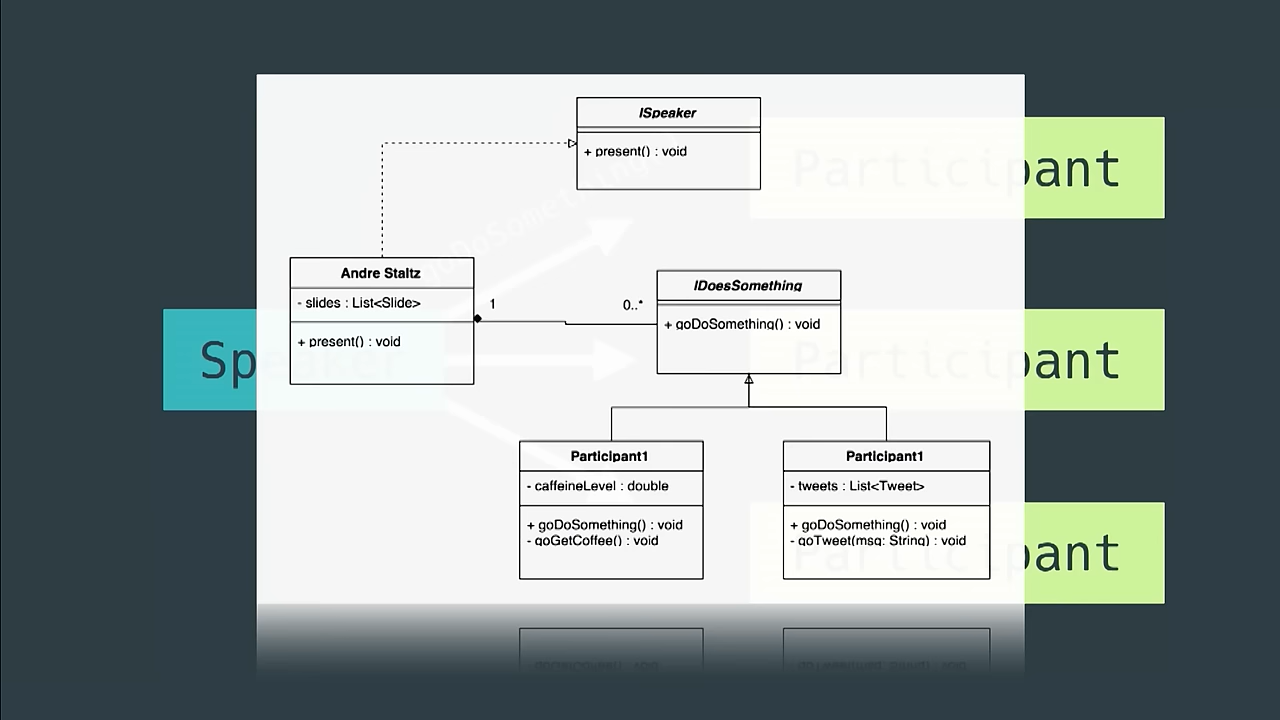 ISpeaker
+ present() : void
Participant
goDoSomething
Andre Staltz
- slides : List<Slide>
+ present() : void
1
0..*
IDoesSomething
+ goDoSomething() : void
Speaker
Participant
Participant1
- caffeineLevel : double
+ goDoSomething() : void
- goGetCoffee() : void
Participant1
- tweets : List<Tweet>
+ goDoSomething() : void
- goTweet(msg: String) : void
Participant